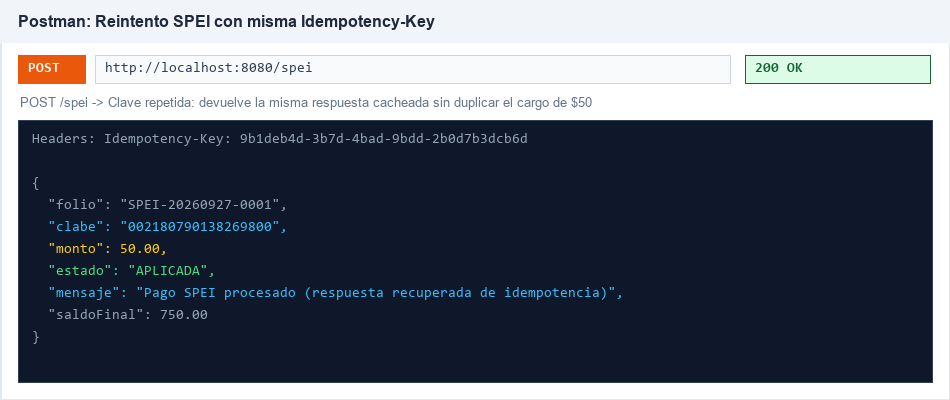 Postman: Reintento SPEI con misma Idempotency-Key
POST http://localhost:8080/spei 200 OK
POST /spei -> Clave repetida: devuelve la misma respuesta cacheada sin duplicar el cargo de $50
Headers: Idempotency-Key: 9b1deb4d-3b7d-4bad-9bdd-2b0d7b3dcb6d
{
"folio": "SPEI-20260927-0001",
"clabe": "002180790138269800",
"monto": 50.00,
"estado": "APLICADA",
"mensaje": "Pago SPEI procesado (respuesta recuperada de idempotencia)",
"saldoFinal": 750.00
}